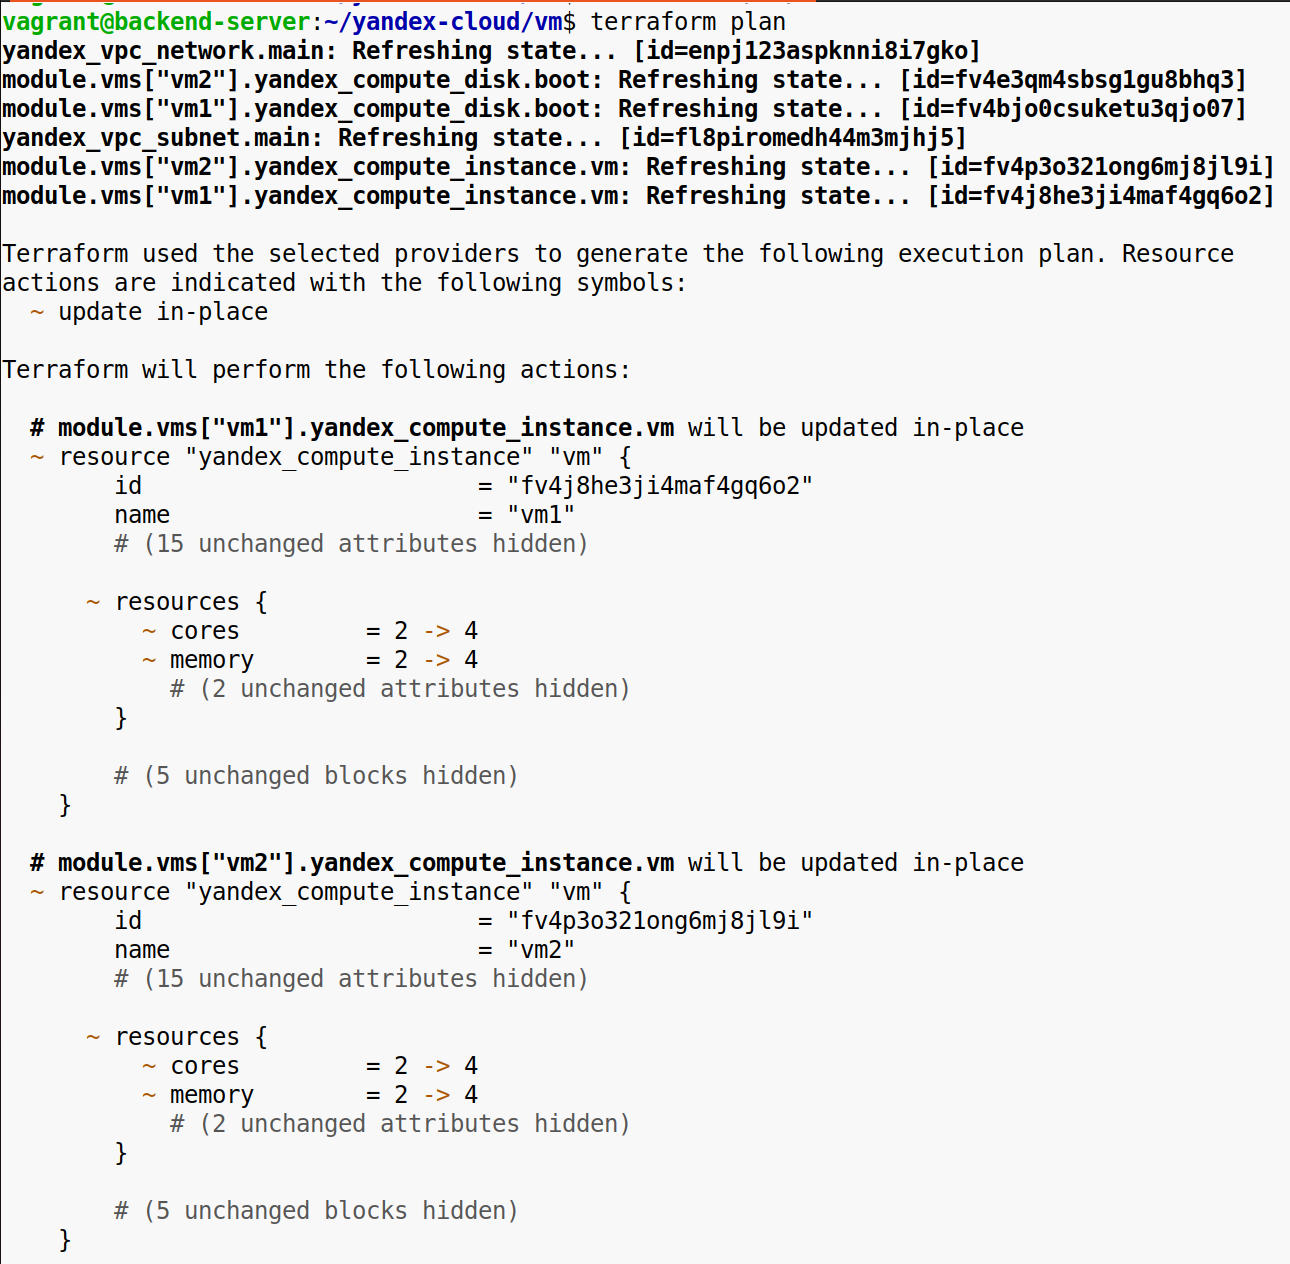 vagrant@backend-server:~/yandex-cloud/vm$ terraform plan
yandex_vpc_network.main: Refreshing state... [id=enpj123aspknni8i7gko]
module.vms["vm2"].yandex_compute_disk.boot: Refreshing state... [id=fv4e3qm4sbsg1gu8bhq3]
module.vms["vm1"].yandex_compute_disk.boot: Refreshing state... [id=fv4bjo0csuketu3qjo07]
yandex_vpc_subnet.main: Refreshing state... [id=fl8piromedh44m3mjhj5]
module.vms["vm2"].yandex_compute_instance.vm: Refreshing state... [id=fv4p3o321ong6mj8jl9i]
module.vms["vm1"].yandex_compute_instance.vm: Refreshing state... [id=fv4j8he3ji4maf4gq6o2]

Terraform used the selected providers to generate the following execution plan. Resource
actions are indicated with the following symbols:
  ~ update in-place

Terraform will perform the following actions:

  # module.vms["vm1"].yandex_compute_instance.vm will be updated in-place
  ~ resource "yandex_compute_instance" "vm" {
        id                        = "fv4j8he3ji4maf4gq6o2"
        name                      = "vm1"
        # (15 unchanged attributes hidden)

      ~ resources {
          ~ cores         = 2 -> 4
          ~ memory        = 2 -> 4
            # (2 unchanged attributes hidden)
        }

        # (5 unchanged blocks hidden)
    }

  # module.vms["vm2"].yandex_compute_instance.vm will be updated in-place
  ~ resource "yandex_compute_instance" "vm" {
        id                        = "fv4p3o321ong6mj8jl9i"
        name                      = "vm2"
        # (15 unchanged attributes hidden)

      ~ resources {
          ~ cores         = 2 -> 4
          ~ memory        = 2 -> 4
            # (2 unchanged attributes hidden)
        }

        # (5 unchanged blocks hidden)
    }